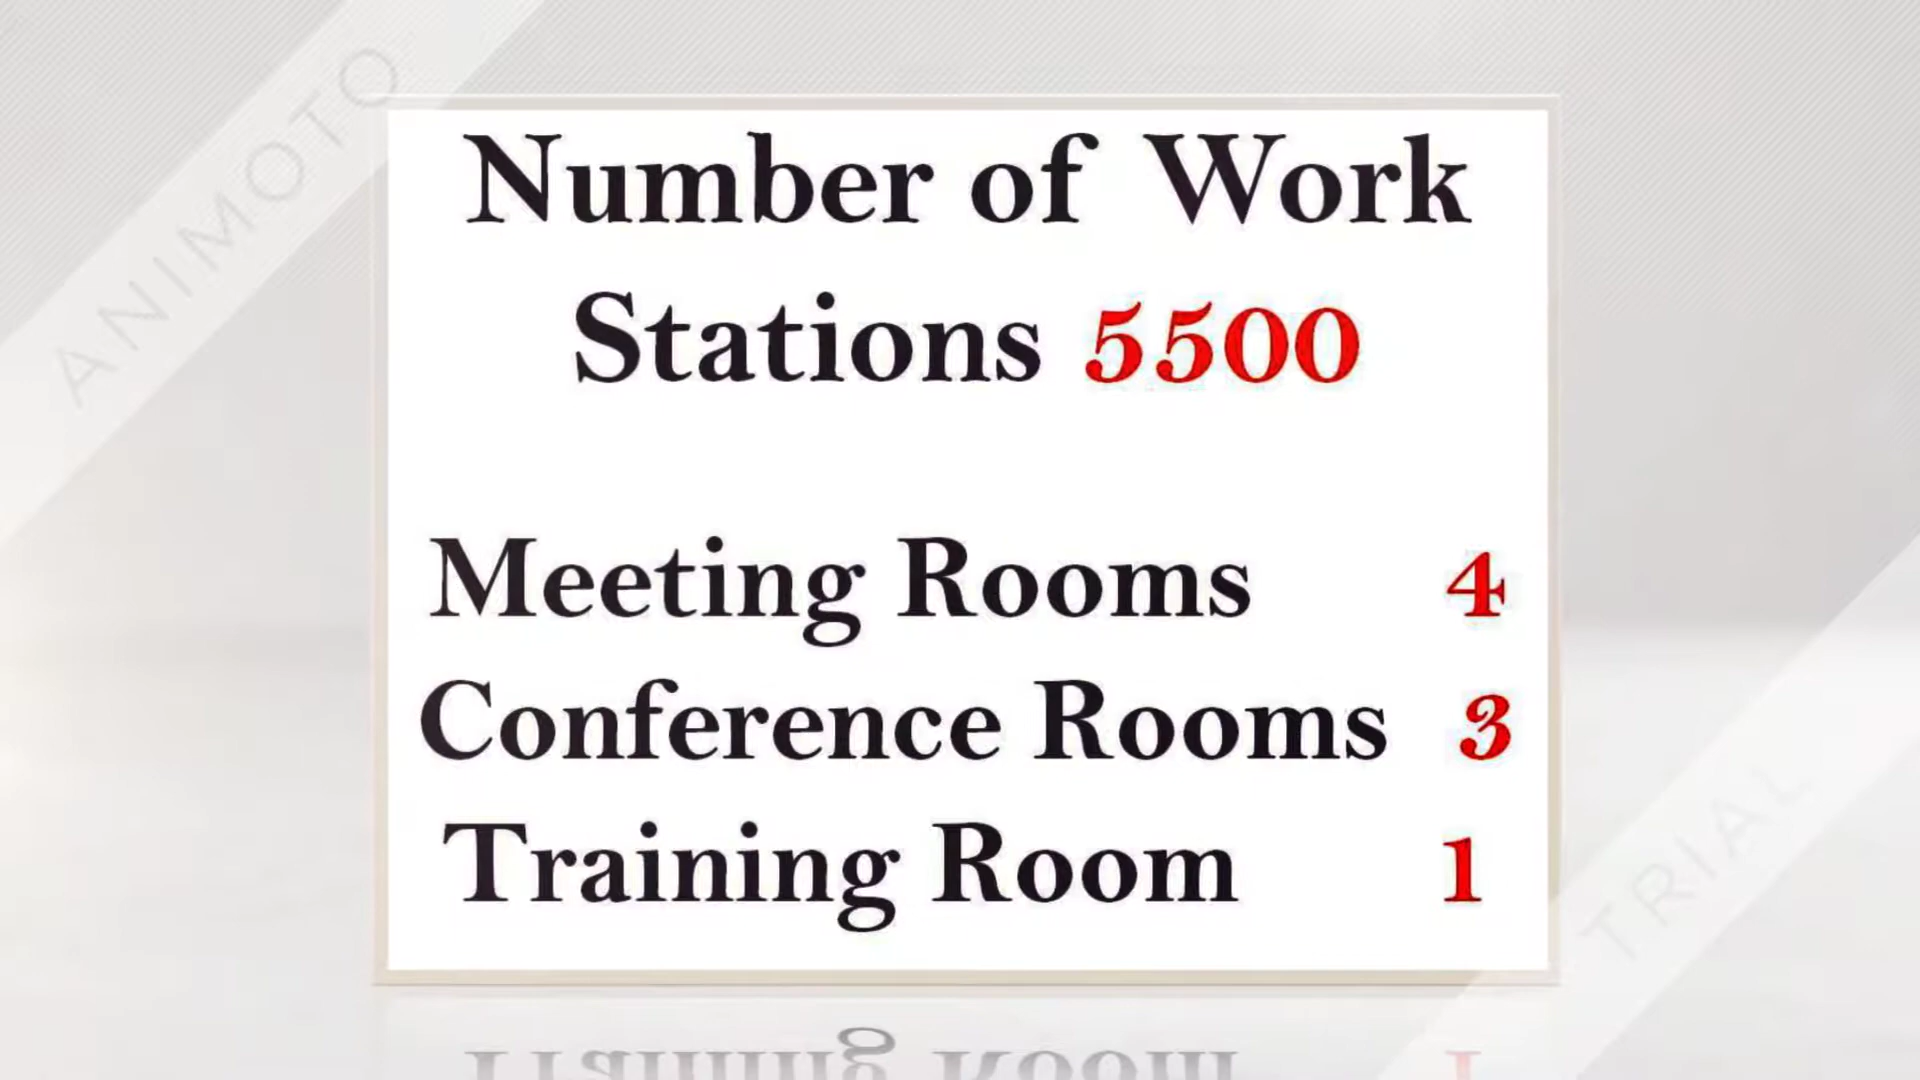 ANIMOTO
Number of Work
Stations 5500
Meeting Rooms 4
Conference Rooms 3
Training Room 1
TRIAL